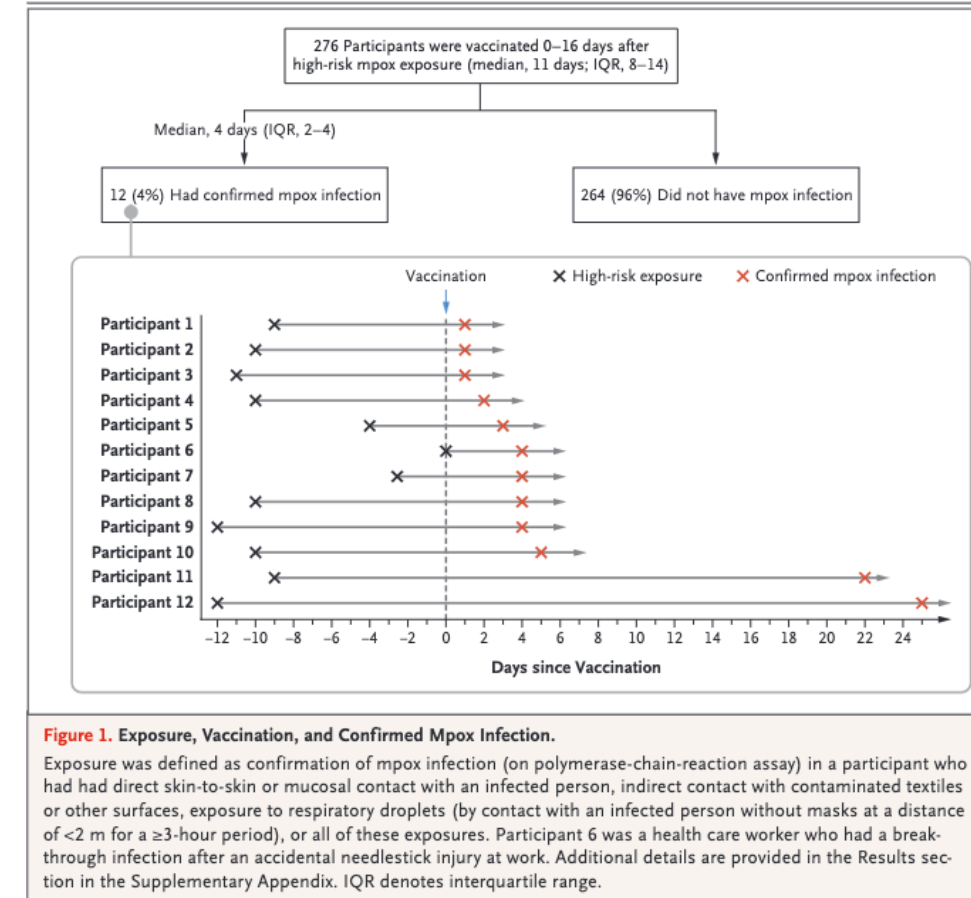 276 Participants were vaccinated 0–16 days after
high-risk mpox exposure (median, 11 days; IQR, 8–14)
Median, 4 days (IQR, 2–4)
12 (4%) Had confirmed mpox infection
264 (96%) Did not have mpox infection
Vaccination
High-risk exposure
Confirmed mpox infection
Participant 1
Participant 2
Participant 3
Participant 4
Participant 5
Participant 6
Participant 7
Participant 8
Participant 9
Participant 10
Participant 11
Participant 12
−12 −10 −8 −6 −4 −2 0 2 4 6 8 10 12 14 16 18 20 22 24
Days since Vaccination
Figure 1. Exposure, Vaccination, and Confirmed Mpox Infection.
Exposure was defined as confirmation of mpox infection (on polymerase-chain-reaction assay) in a participant who
had had direct skin-to-skin or mucosal contact with an infected person, indirect contact with contaminated textiles
or other surfaces, exposure to respiratory droplets (by contact with an infected person without masks at a distance
of <2 m for a ≥3-hour period), or all of these exposures. Participant 6 was a health care worker who had a break-
through infection after an accidental needlestick injury at work. Additional details are provided in the Results sec-
tion in the Supplementary Appendix. IQR denotes interquartile range.